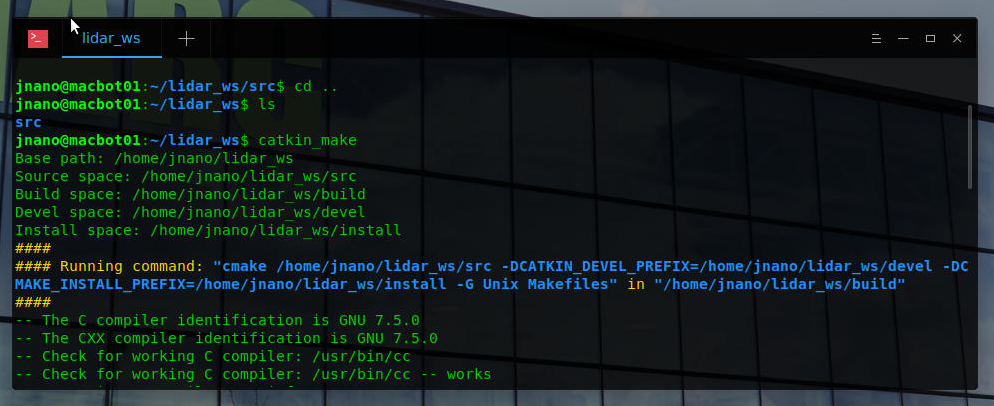 lidar_ws
jnano@macbot01:~/lidar_ws/src$ cd ..
jnano@macbot01:~/lidar_ws$ ls
src
jnano@macbot01:~/lidar_ws$ catkin_make
Base path: /home/jnano/lidar_ws
Source space: /home/jnano/lidar_ws/src
Build space: /home/jnano/lidar_ws/build
Devel space: /home/jnano/lidar_ws/devel
Install space: /home/jnano/lidar_ws/install
####
#### Running command: "cmake /home/jnano/lidar_ws/src -DCATKIN_DEVEL_PREFIX=/home/jnano/lidar_ws/devel -DC
MAKE_INSTALL_PREFIX=/home/jnano/lidar_ws/install -G Unix Makefiles" in "/home/jnano/lidar_ws/build"
####
-- The C compiler identification is GNU 7.5.0
-- The CXX compiler identification is GNU 7.5.0
-- Check for working C compiler: /usr/bin/cc
-- Check for working C compiler: /usr/bin/cc -- works